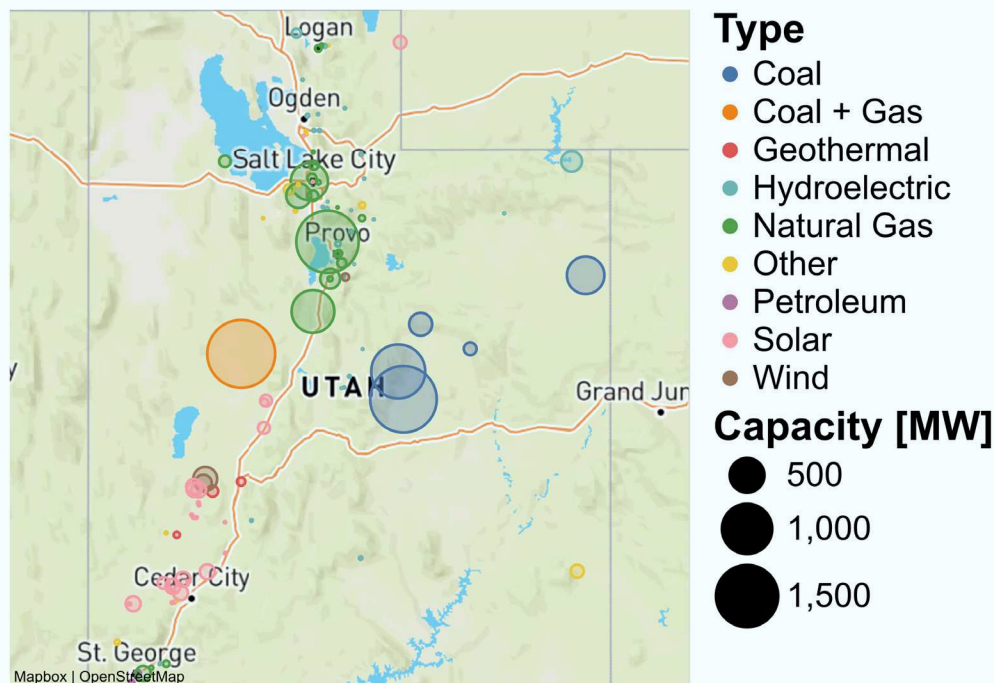 Logan
Ogden
Salt Lake City
Provo
UTAH
Grand Jun
y
Cedar City
St. George
Mapbox | OpenStreetMap
Type
Coal
Coal + Gas
Geothermal
Hydroelectric
Natural Gas
Other
Petroleum
Solar
Wind
Capacity [MW]
500
1,000
1,500